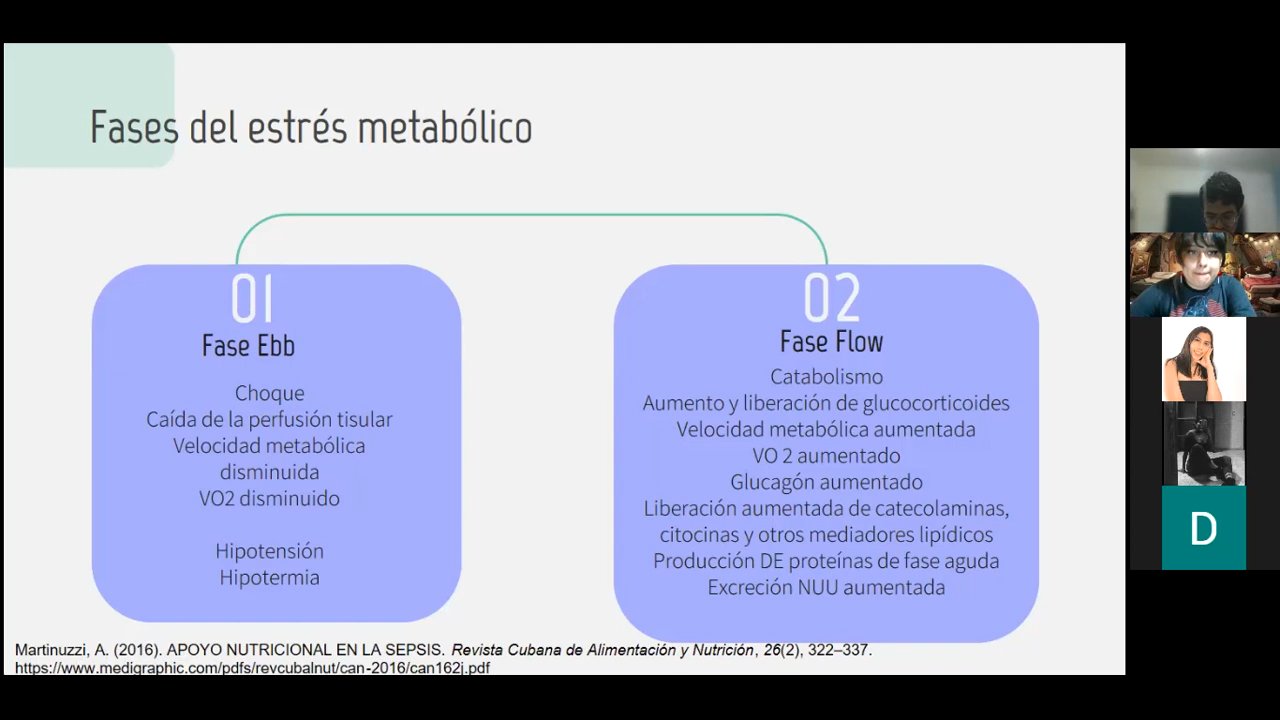 Fases del estrés metabólico
01
Fase Ebb
Choque
Caída de la perfusión tisular
Velocidad metabólica
disminuida
VO2 disminuido
Hipotensión
Hipotermia
02
Fase Flow
Catabolismo
Aumento y liberación de glucocorticoides
Velocidad metabólica aumentada
VO 2 aumentado
Glucagón aumentado
Liberación aumentada de catecolaminas,
citocinas y otros mediadores lipídicos
Producción DE proteínas de fase aguda
Excreción NUU aumentada
Martinuzzi, A. (2016). APOYO NUTRICIONAL EN LA SEPSIS. Revista Cubana de Alimentación y Nutrición, 26(2), 322–337.
https://www.medigraphic.com/pdfs/revcubalnut/can-2016/can162j.pdf
D